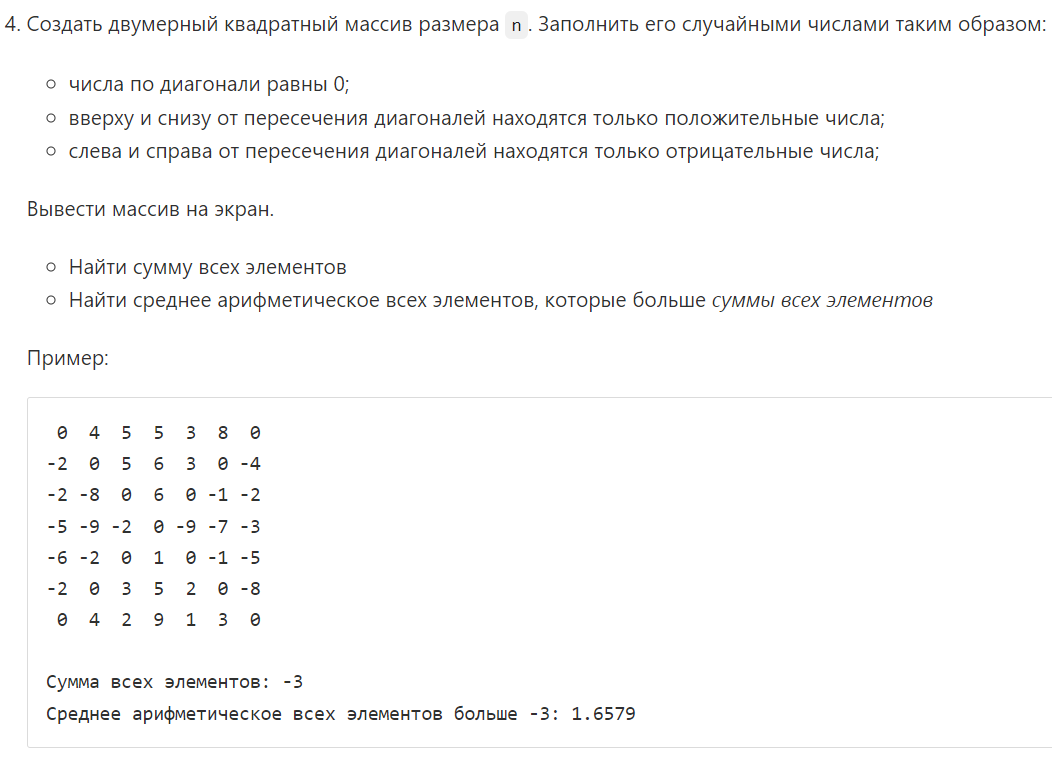 4. Создать двумерный квадратный массив размера n. Заполнить его случайными числами таким образом:
○ числа по диагонали равны 0;
○ вверху и снизу от пересечения диагоналей находятся только положительные числа;
○ слева и справа от пересечения диагоналей находятся только отрицательные числа;
Вывести массив на экран.
○ Найти сумму всех элементов
○ Найти среднее арифметическое всех элементов, которые больше суммы всех элементов
Пример:
 0  4  5  5  3  8  0
-2  0  5  6  3  0 -4
-2 -8  0  6  0 -1 -2
-5 -9 -2  0 -9 -7 -3
-6 -2  0  1  0 -1 -5
-2  0  3  5  2  0 -8
 0  4  2  9  1  3  0
Сумма всех элементов: -3
Среднее арифметическое всех элементов больше -3: 1.6579